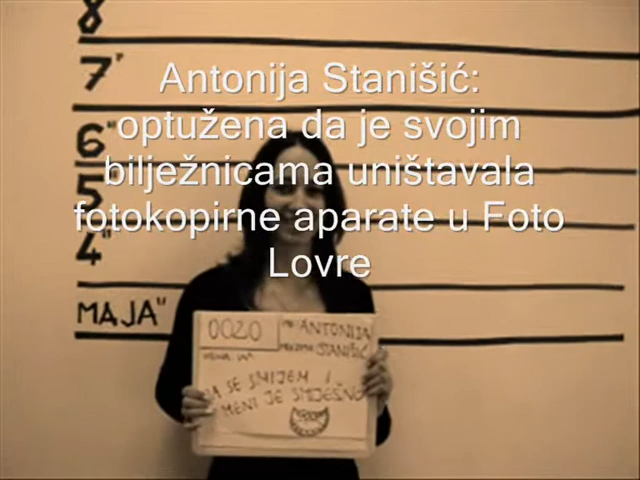 8'
7'
6"
5"
4"
MAJA"
Antonija Stanišić:
optužena da je svojim
bilježnicama uništavala
fotokopirne aparate u Foto
Lovre
0020
ANTONIJA
STANIŠIĆ
DA SE SMIJEM I
MENI JE SMJEŠNO